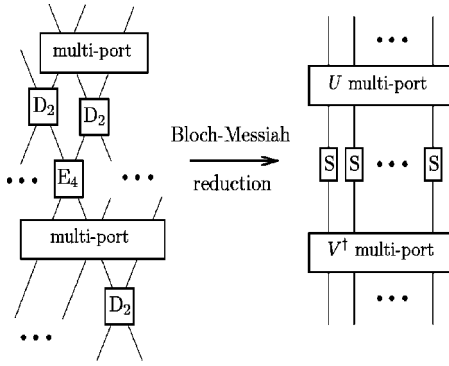 multi-port
D₂
D₂
E₄
multi-port
D₂
Bloch-Messiah
reduction
U multi-port
S S S
V† multi-port